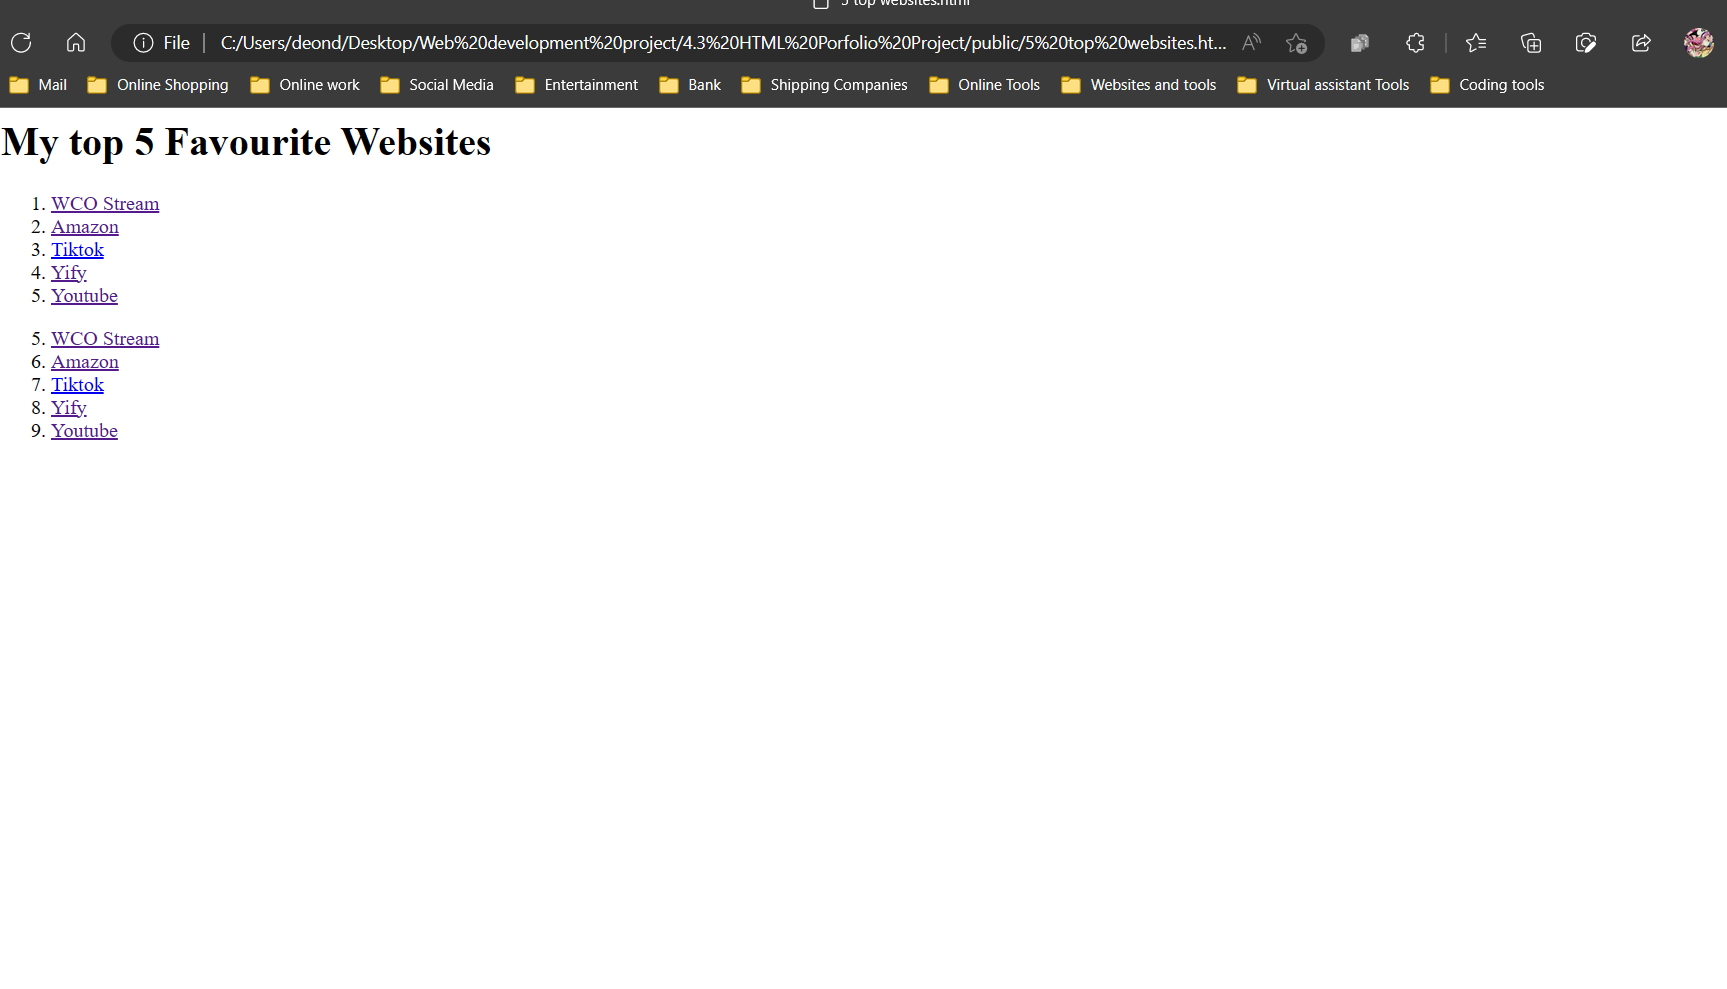 5 top websites.html
File C:/Users/deond/Desktop/Web%20development%20project/4.3%20HTML%20Porfolio%20Project/public/5%20top%20websites.ht...
Mail Online Shopping Online work Social Media Entertainment Bank Shipping Companies Online Tools Websites and tools Virtual assistant Tools Coding tools
My top 5 Favourite Websites
1. WCO Stream
2. Amazon
3. Tiktok
4. Yify
5. Youtube
5. WCO Stream
6. Amazon
7. Tiktok
8. Yify
9. Youtube